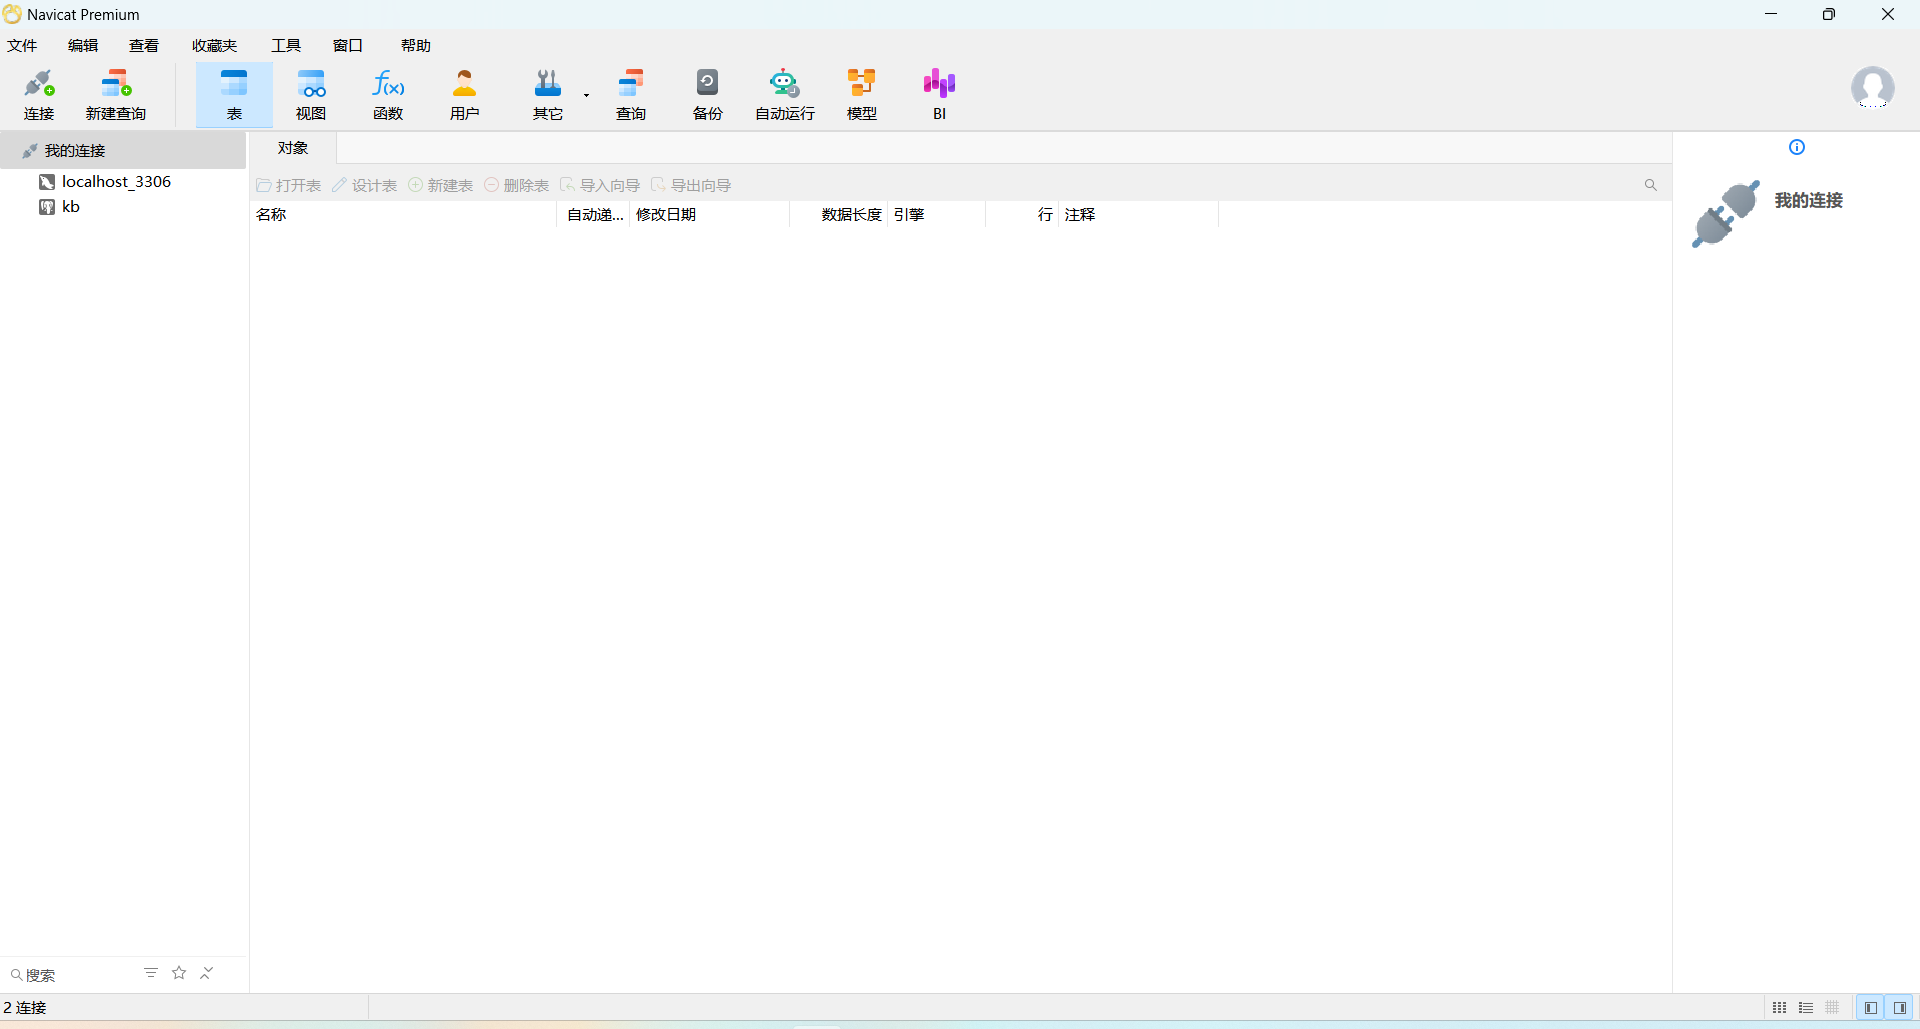 Navicat Premium
文件 编辑 查看 收藏夹 工具 窗口 帮助
连接 新建查询 表 视图 函数 用户 其它 查询 备份 自动运行 模型 BI
我的连接
localhost_3306
kb
对象
打开表 设计表 新建表 删除表 导入向导 导出向导
名称 自动递... 修改日期 数据长度 引擎 行 注释
我的连接
搜索
2 连接